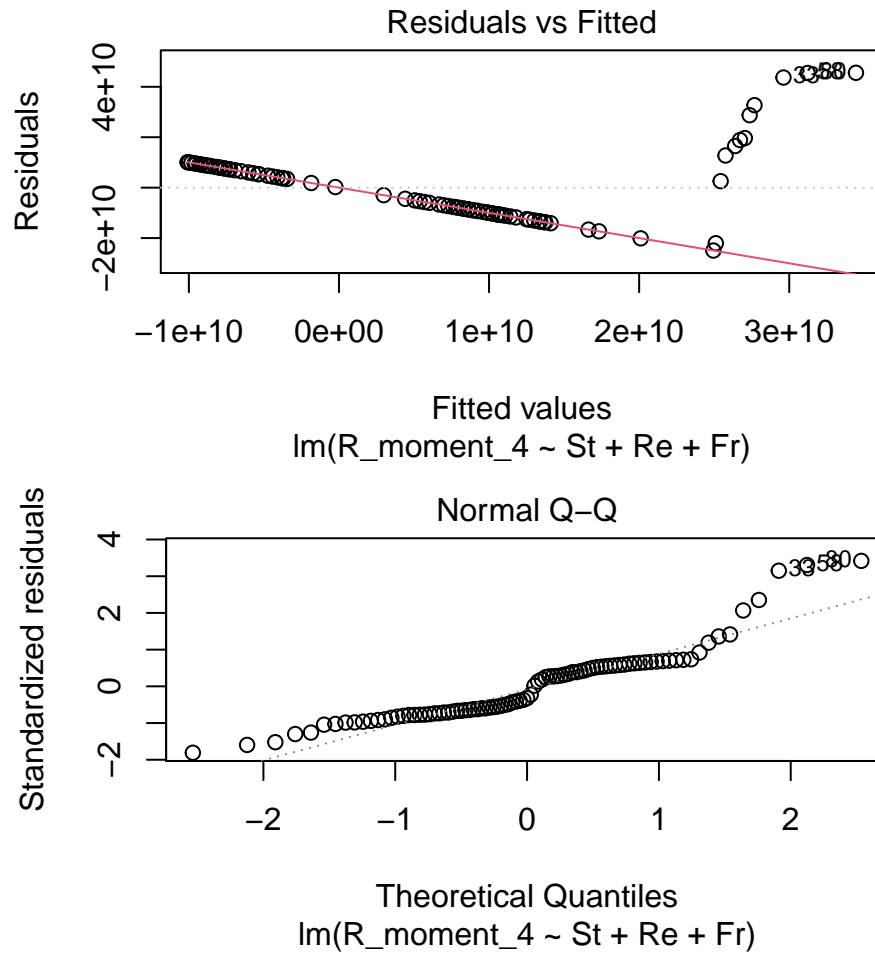 Residuals vs Fitted
Residuals
4e+10
−2e+10
−1e+10 0e+00 1e+10 2e+10 3e+10
Fitted values
lm(R_moment_4 ~ St + Re + Fr)
Normal Q−Q
Standardized residuals
4
2
0
−2
−2 −1 0 1 2
Theoretical Quantiles
lm(R_moment_4 ~ St + Re + Fr)